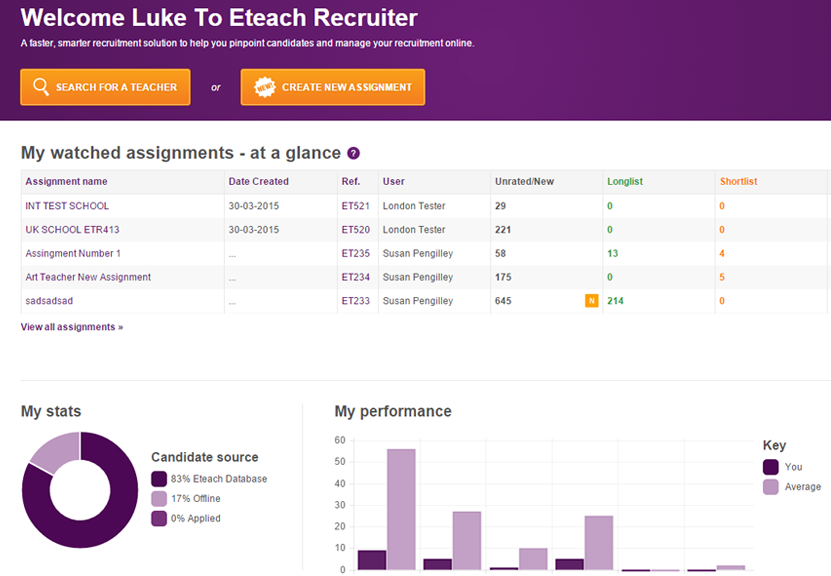 Welcome Luke To Eteach Recruiter
A faster, smarter recruitment solution to help you pinpoint candidates and manage your recruitment online.
SEARCH FOR A TEACHER or NEW! CREATE NEW ASSIGNMENT
My watched assignments - at a glance ?
Assignment name Date Created Ref. User Unrated/New Longlist Shortlist
INT TEST SCHOOL 30-03-2015 ET521 London Tester 29 0 0
UK SCHOOL ETR413 30-03-2015 ET520 London Tester 221 0 0
Assingment Number 1 ... ET235 Susan Pengilley 58 13 4
Art Teacher New Assignment ... ET234 Susan Pengilley 175 0 5
sadsadsad ... ET233 Susan Pengilley 645 N 214 0
View all assignments »
My stats
Candidate source
83% Eteach Database
17% Offline
0% Applied
My performance
60
50
40
30
20
10
0
Key
You
Average